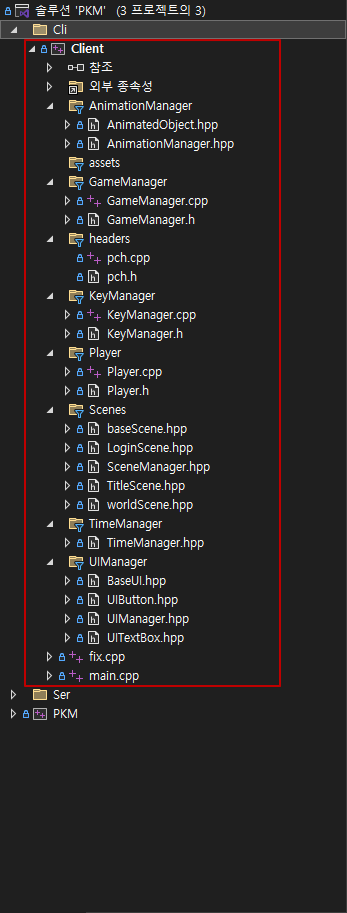 솔루션 'PKM' (3 프로젝트의 3)
Cli
Client
참조
외부 종속성
AnimationManager
AnimatedObject.hpp
AnimationManager.hpp
assets
GameManager
GameManager.cpp
GameManager.h
headers
pch.cpp
pch.h
KeyManager
KeyManager.cpp
KeyManager.h
Player
Player.cpp
Player.h
Scenes
baseScene.hpp
LoginScene.hpp
SceneManager.hpp
TitleScene.hpp
worldScene.hpp
TimeManager
TimeManager.hpp
UIManager
BaseUI.hpp
UIButton.hpp
UIManager.hpp
UITextBox.hpp
fix.cpp
main.cpp
Ser
PKM